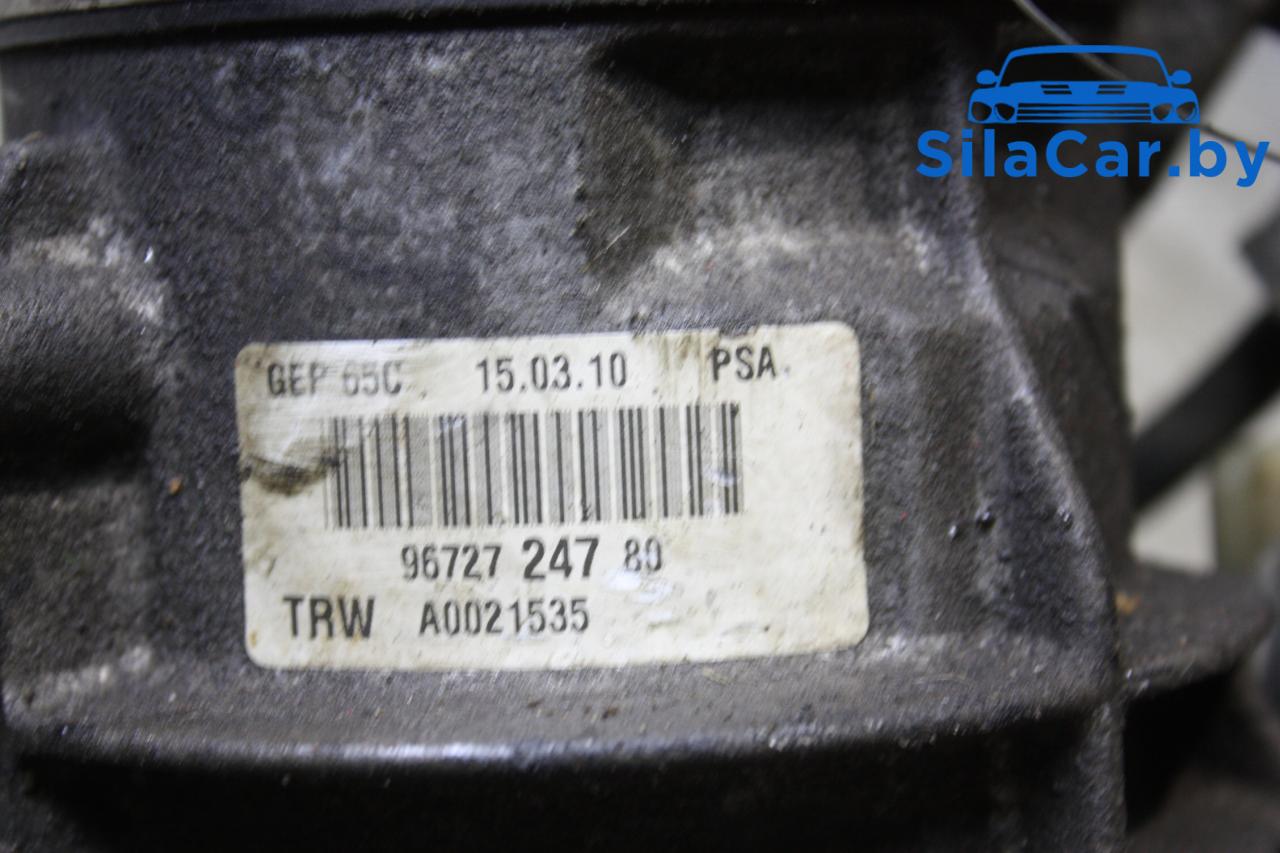 SilaCar.by
GEP 65C 15.03.10 PSA
96727 247 80
TRW A0021535